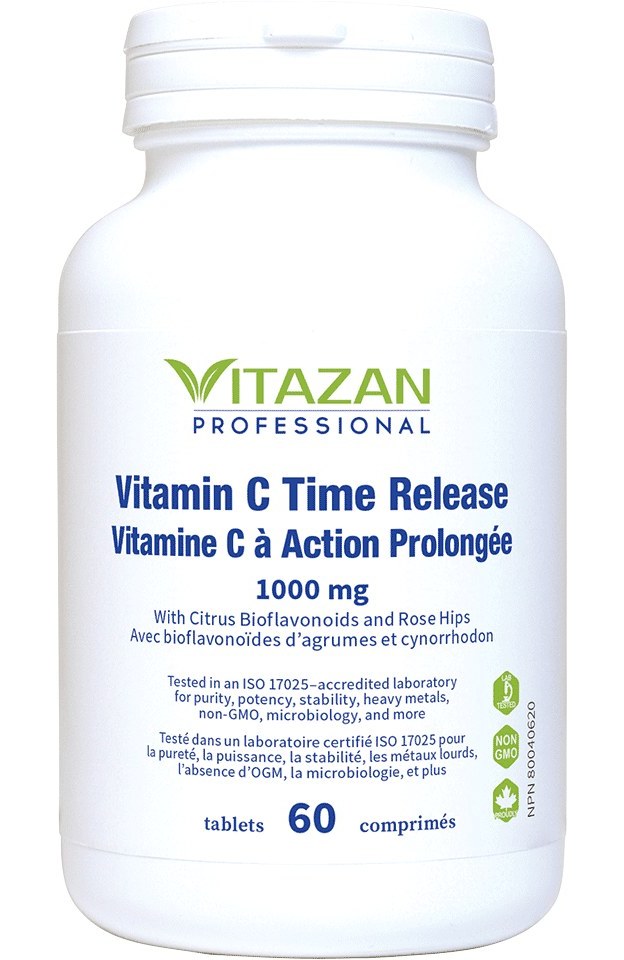 VITAZAN
PROFESSIONAL
Vitamin C Time Release
Vitamine C à Action Prolongée
1000 mg
With Citrus Bioflavonoids and Rose Hips
Avec bioflavonoïdes d’agrumes et cynorrhodon
Tested in an ISO 17025–accredited laboratory
for purity, potency, stability, heavy metals,
non-GMO, microbiology, and more
Testé dans un laboratoire certifié ISO 17025 pour
la pureté, la puissance, la stabilité, les métaux lourds,
l’absence d’OGM, la microbiologie, et plus
tablets 60 comprimés
LAB
TESTED
NON
GMO
PROUDLY
NPN 80040620